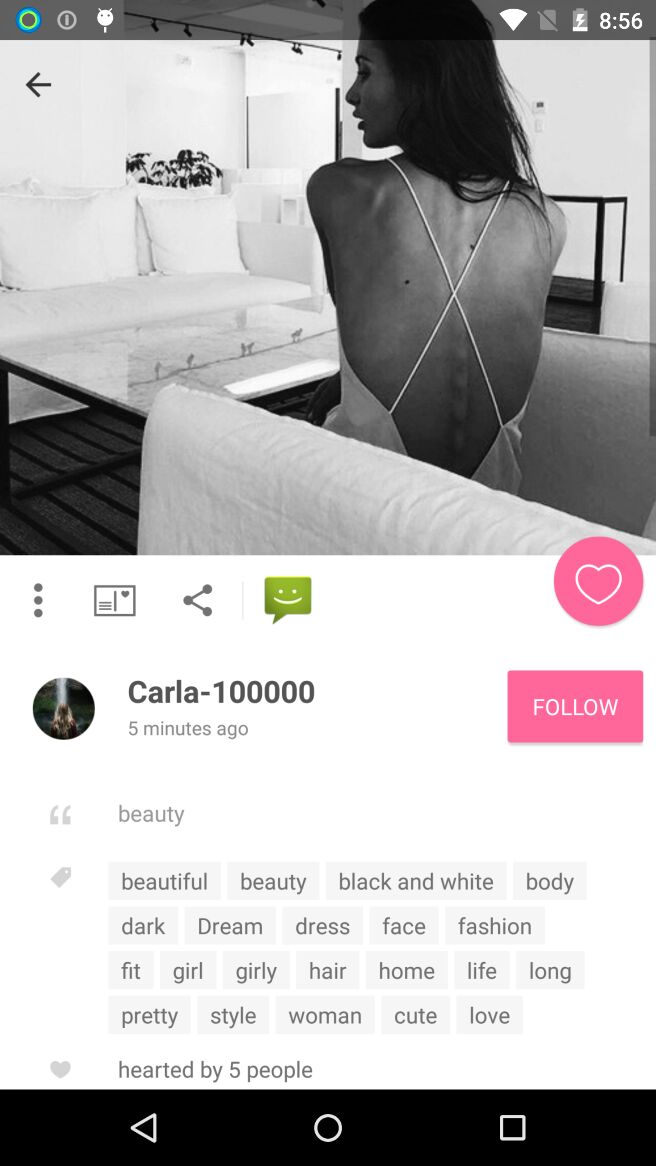 8:56
Carla-100000
FOLLOW
5 minutes ago
beauty
beautiful beauty black and white body
dark Dream dress face fashion
fit girl girly hair home life long
pretty style woman cute love
hearted by 5 people